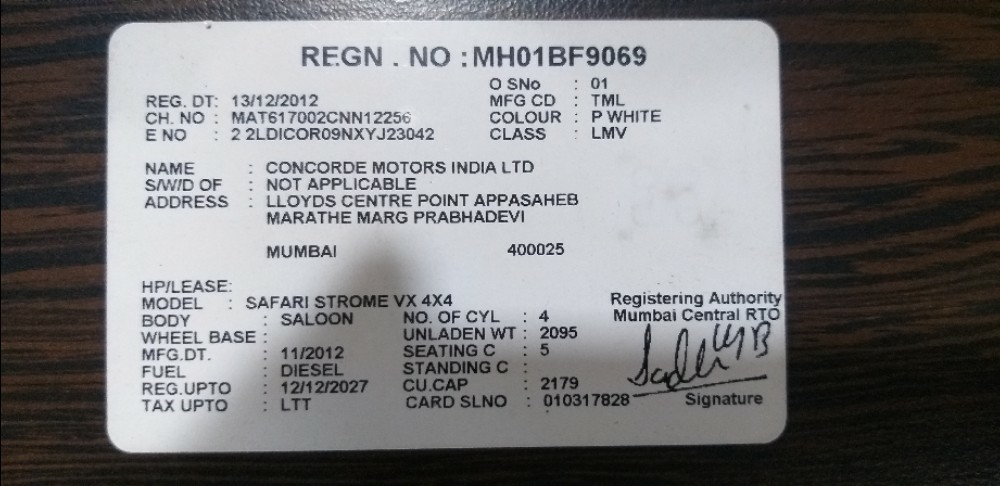 REGN . NO : MH01BF9069
O SNo : 01
REG. DT: 13/12/2012 MFG CD : TML
CH. NO : MAT617002CNN12256 COLOUR : P WHITE
E NO : 2 2LDICOR09NXYJ23042 CLASS : LMV
NAME : CONCORDE MOTORS INDIA LTD
S/W/D OF : NOT APPLICABLE
ADDRESS : LLOYDS CENTRE POINT APPASAHEB
MARATHE MARG PRABHADEVI
MUMBAI 400025
HP/LEASE:
MODEL : SAFARI STROME VX 4X4
BODY : SALOON NO. OF CYL : 4
WHEEL BASE : UNLADEN WT : 2095
MFG.DT. : 11/2012 SEATING C : 5
FUEL : DIESEL STANDING C :
REG.UPTO : 12/12/2027 CU.CAP : 2179
TAX UPTO : LTT CARD SLNO : 010317828
Registering Authority
Mumbai Central RTO
Signature